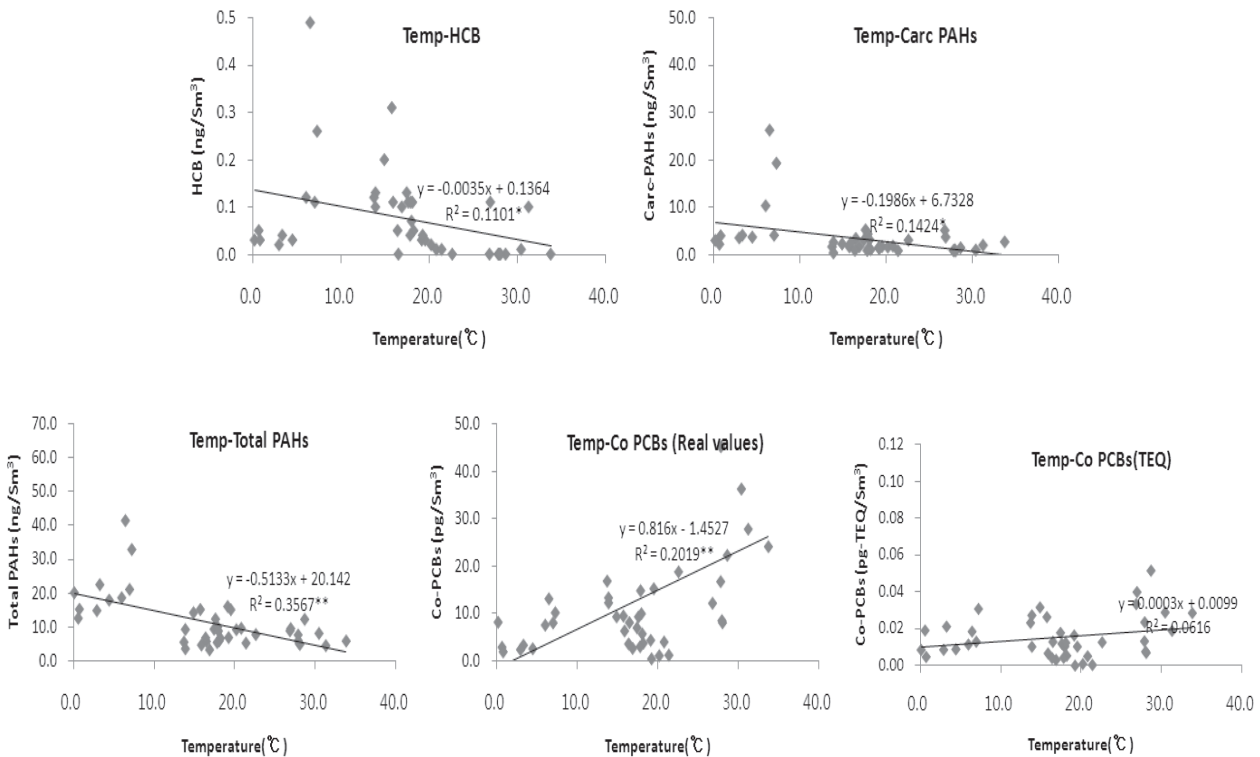 Temp-HCB
HCB (ng/Sm³)
0.5
0.4
0.3
0.2
0.1
0.0
y = -0.0035x + 0.1364
R² = 0.1101*
0.0 10.0 20.0 30.0 40.0
Temperature(℃)
Temp-Carc PAHs
Carc-PAHs (ng/Sm³)
50.0
40.0
30.0
20.0
10.0
0.0
y = -0.1986x + 6.7328
R² = 0.1424*
0.0 10.0 20.0 30.0 40.0
Temperature(℃)
Temp-Total PAHs
Total PAHs (ng/Sm³)
70.0
60.0
50.0
40.0
30.0
20.0
10.0
0.0
y = -0.5133x + 20.142
R² = 0.3567**
0.0 10.0 20.0 30.0 40.0
Temperature(℃)
Temp-Co PCBs (Real values)
Co-PCBs (pg/Sm³)
50.0
40.0
30.0
20.0
10.0
0.0
y = 0.816x - 1.4527
R² = 0.2019**
0.0 10.0 20.0 30.0 40.0
Temperature(℃)
Temp-Co PCBs(TEQ)
Co-PCBs (pg-TEQ/Sm³)
0.12
0.10
0.08
0.06
0.04
0.02
0.00
y = 0.0003x + 0.0099
R² = 0.0616
0.0 10.0 20.0 30.0 40.0
Temperature(℃)